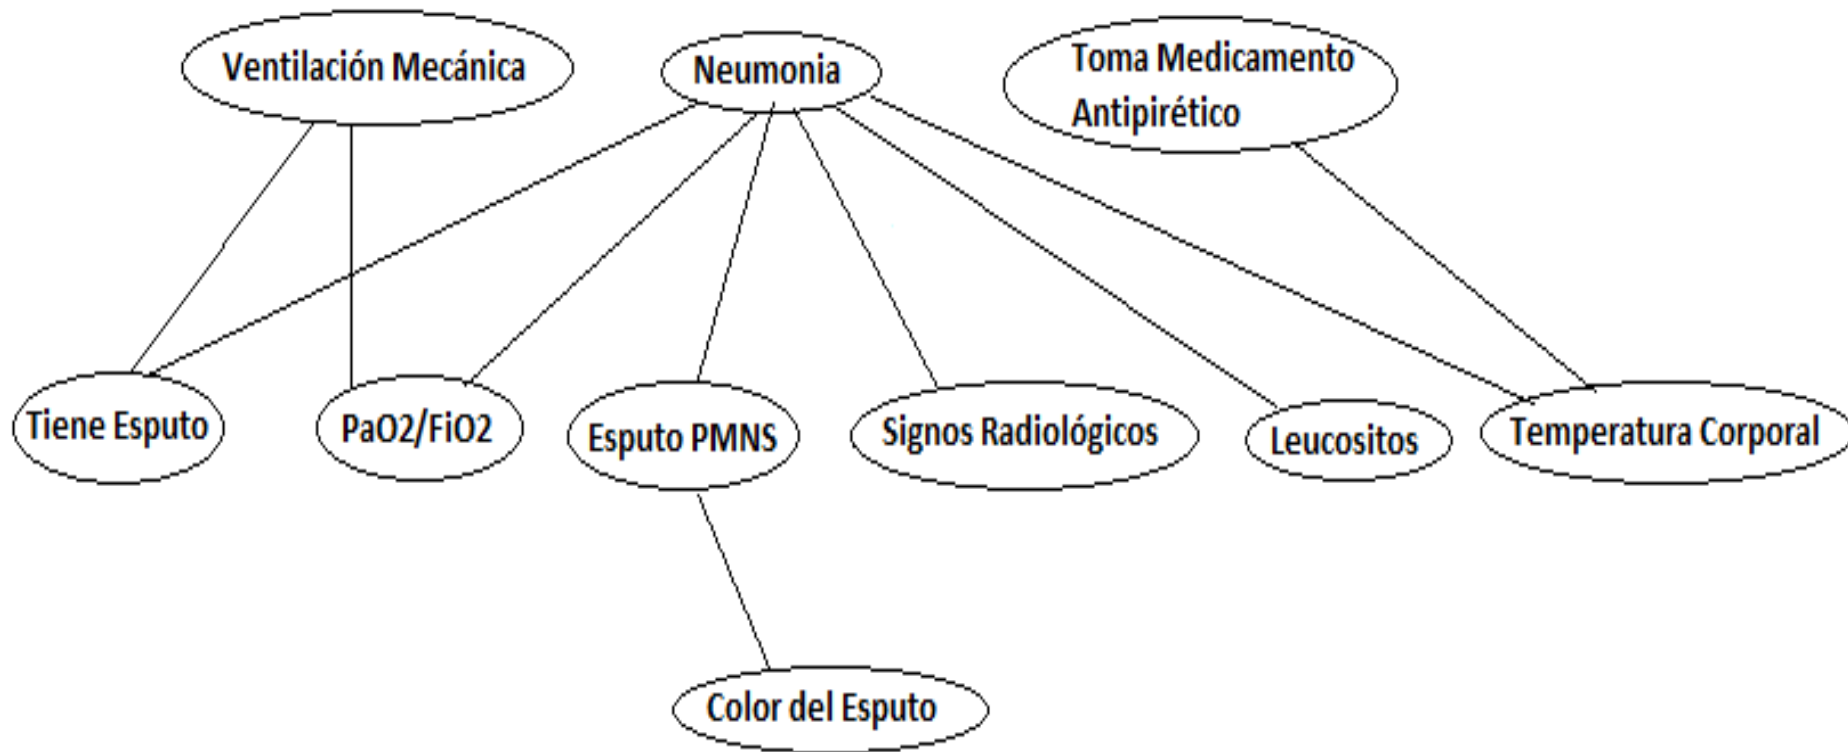 Ventilación Mecánica
Neumonia
Toma Medicamento
Antipirético
Tiene Esputo
PaO2/FiO2
Esputo PMNS
Signos Radiológicos
Leucositos
Temperatura Corporal
Color del Esputo